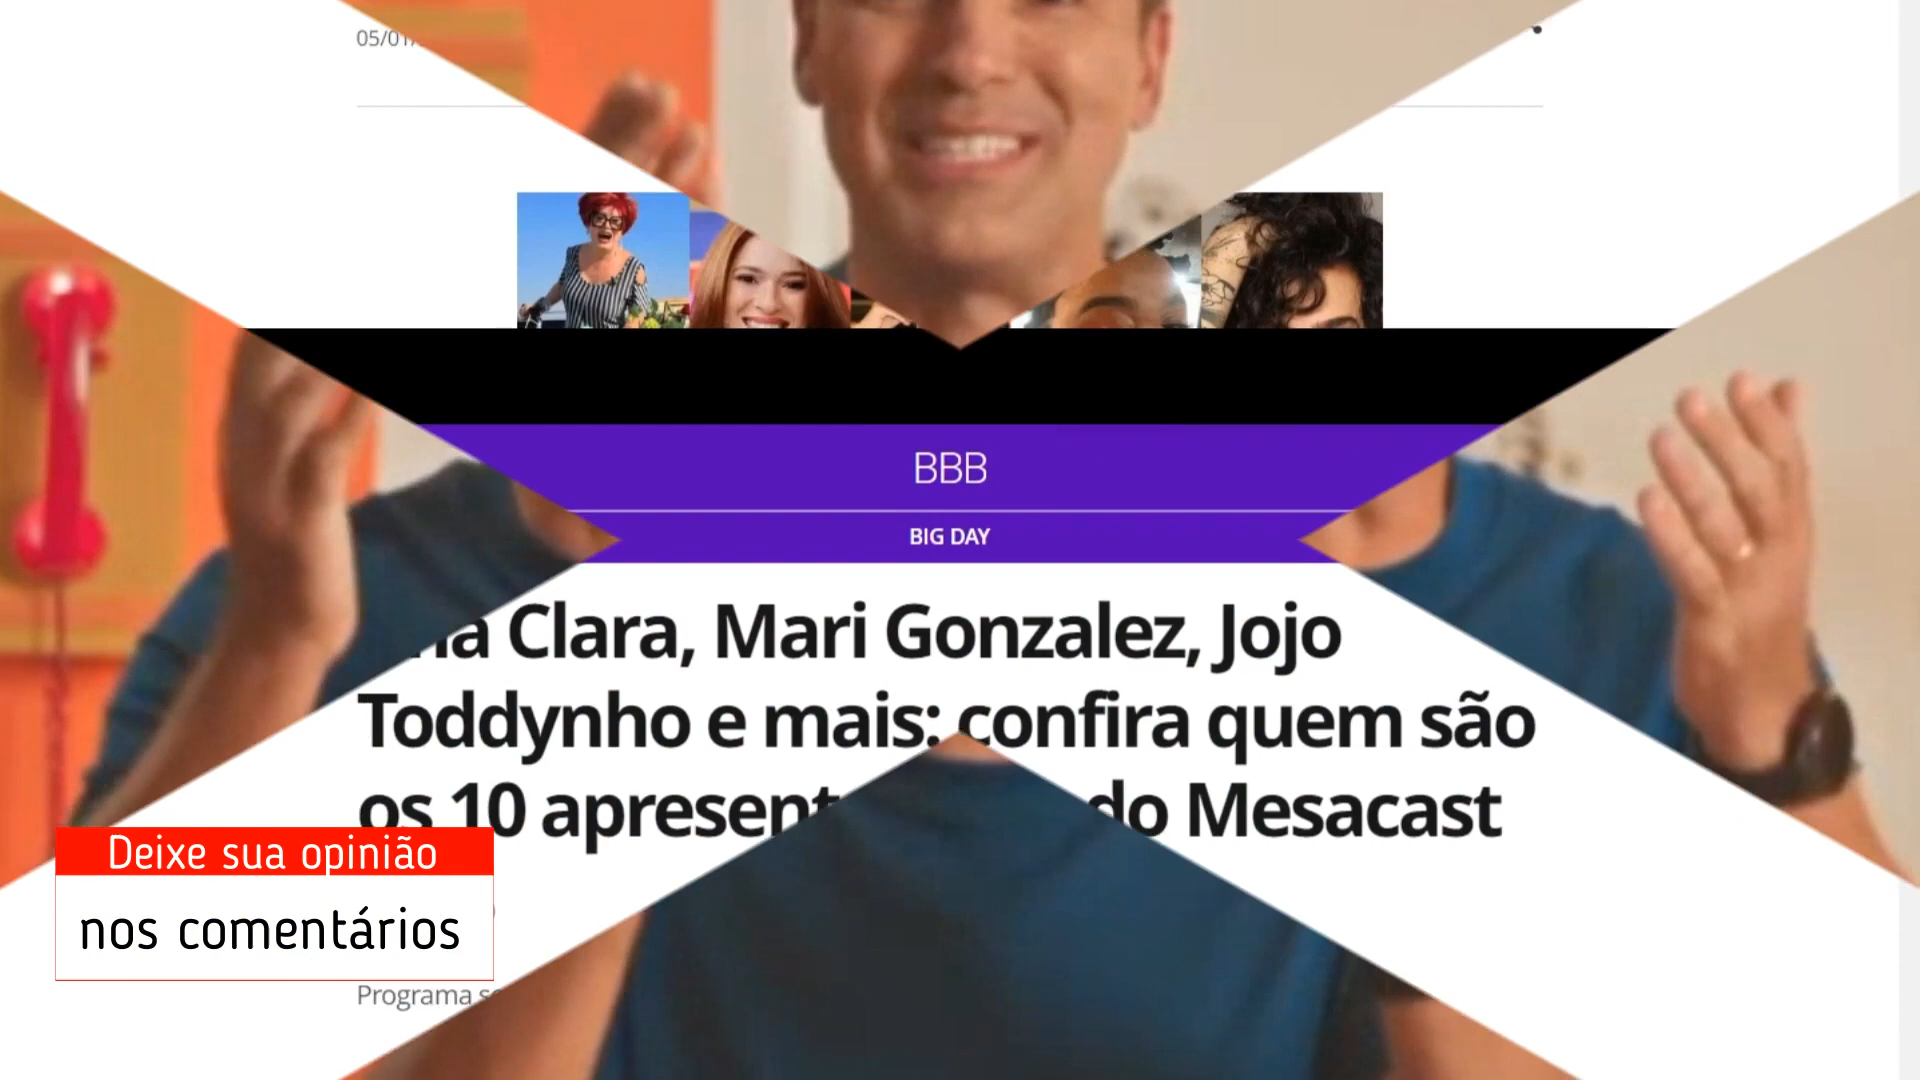 BBB
BIG DAY
Clara, Mari Gonzalez, Jojo
Toddynho e mais: confira quem são
os 10 do Mesacast
Deixe sua opinião
nos comentários
Programa